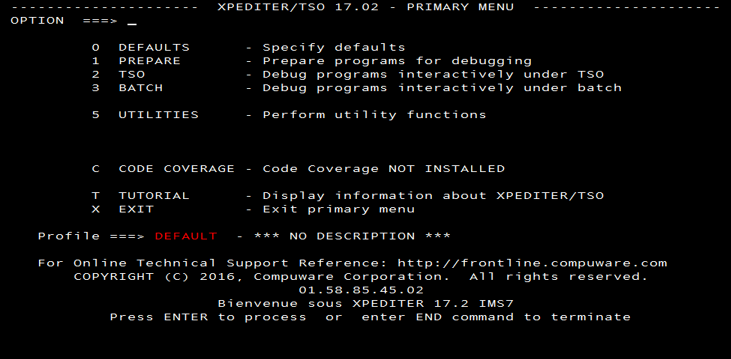 --------------------- XPEDITER/TSO 17.02 - PRIMARY MENU -----------------------
OPTION ===> _
0 DEFAULTS - Specify defaults
1 PREPARE - Prepare programs for debugging
2 TSO - Debug programs interactively under TSO
3 BATCH - Debug programs interactively under batch
5 UTILITIES - Perform utility functions
C CODE COVERAGE - Code Coverage NOT INSTALLED
T TUTORIAL - Display information about XPEDITER/TSO
X EXIT - Exit primary menu
Profile ===> DEFAULT - *** NO DESCRIPTION ***
For Online Technical Support Reference: http://frontline.compuware.com
COPYRIGHT (C) 2016, Compuware Corporation. All rights reserved.
01.58.85.45.02
Bienvenue sous XPEDITER 17.2 IMS7
Press ENTER to process or enter END command to terminate